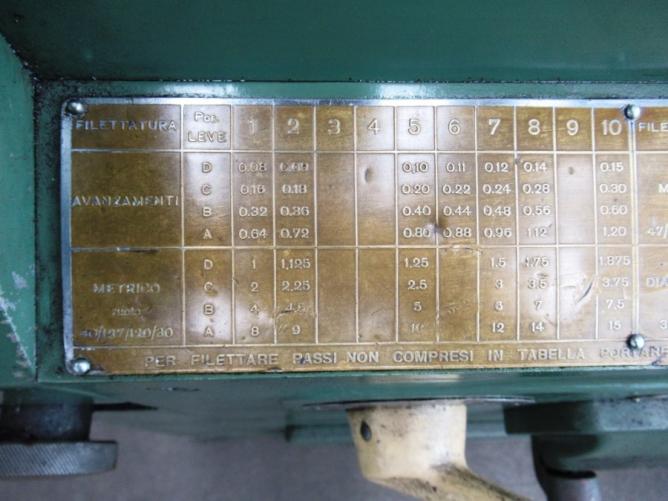 FILETTATURA Pos. LEVE 1 2 3 4 5 6 7 8 9 10 FILE
D 0.08 0.09 0.10 0.11 0.12 0.14 0.15
AVANZAMENTI C 0.16 0.18 0.20 0.22 0.24 0.28 0.30 M
B 0.32 0.36 0.40 0.44 0.48 0.56 0.60
A 0.64 0.72 0.80 0.88 0.96 1.12 1.20 47/
D 1 1,125 1.25 1.5 1.75 1.875
METRICO C 2 2.25 2.5 3 3.5 3.75 DIA
B 4 5 6 7 7,5
40/127/120/30 A 8 9 10 12 14 15
PER FILETTARE PASSI NON COMPRESI IN TABELLA